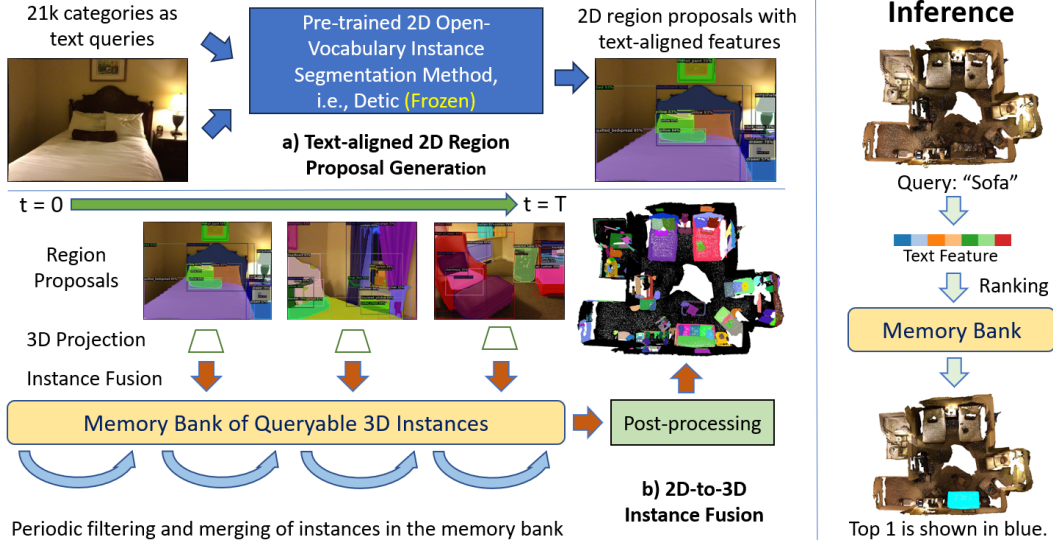 21k categories as
text queries
Pre-trained 2D Open-
Vocabulary Instance
Segmentation Method,
i.e., Detic (Frozen)
2D region proposals with
text-aligned features
a) Text-aligned 2D Region
Proposal Generation
t = 0
t = T
Region
Proposals
3D Projection
Instance Fusion
Memory Bank of Queryable 3D Instances
Post-processing
b) 2D-to-3D
Instance Fusion
Periodic filtering and merging of instances in the memory bank
Inference
Query: “Sofa”
Text Feature
Ranking
Memory Bank
Top 1 is shown in blue.